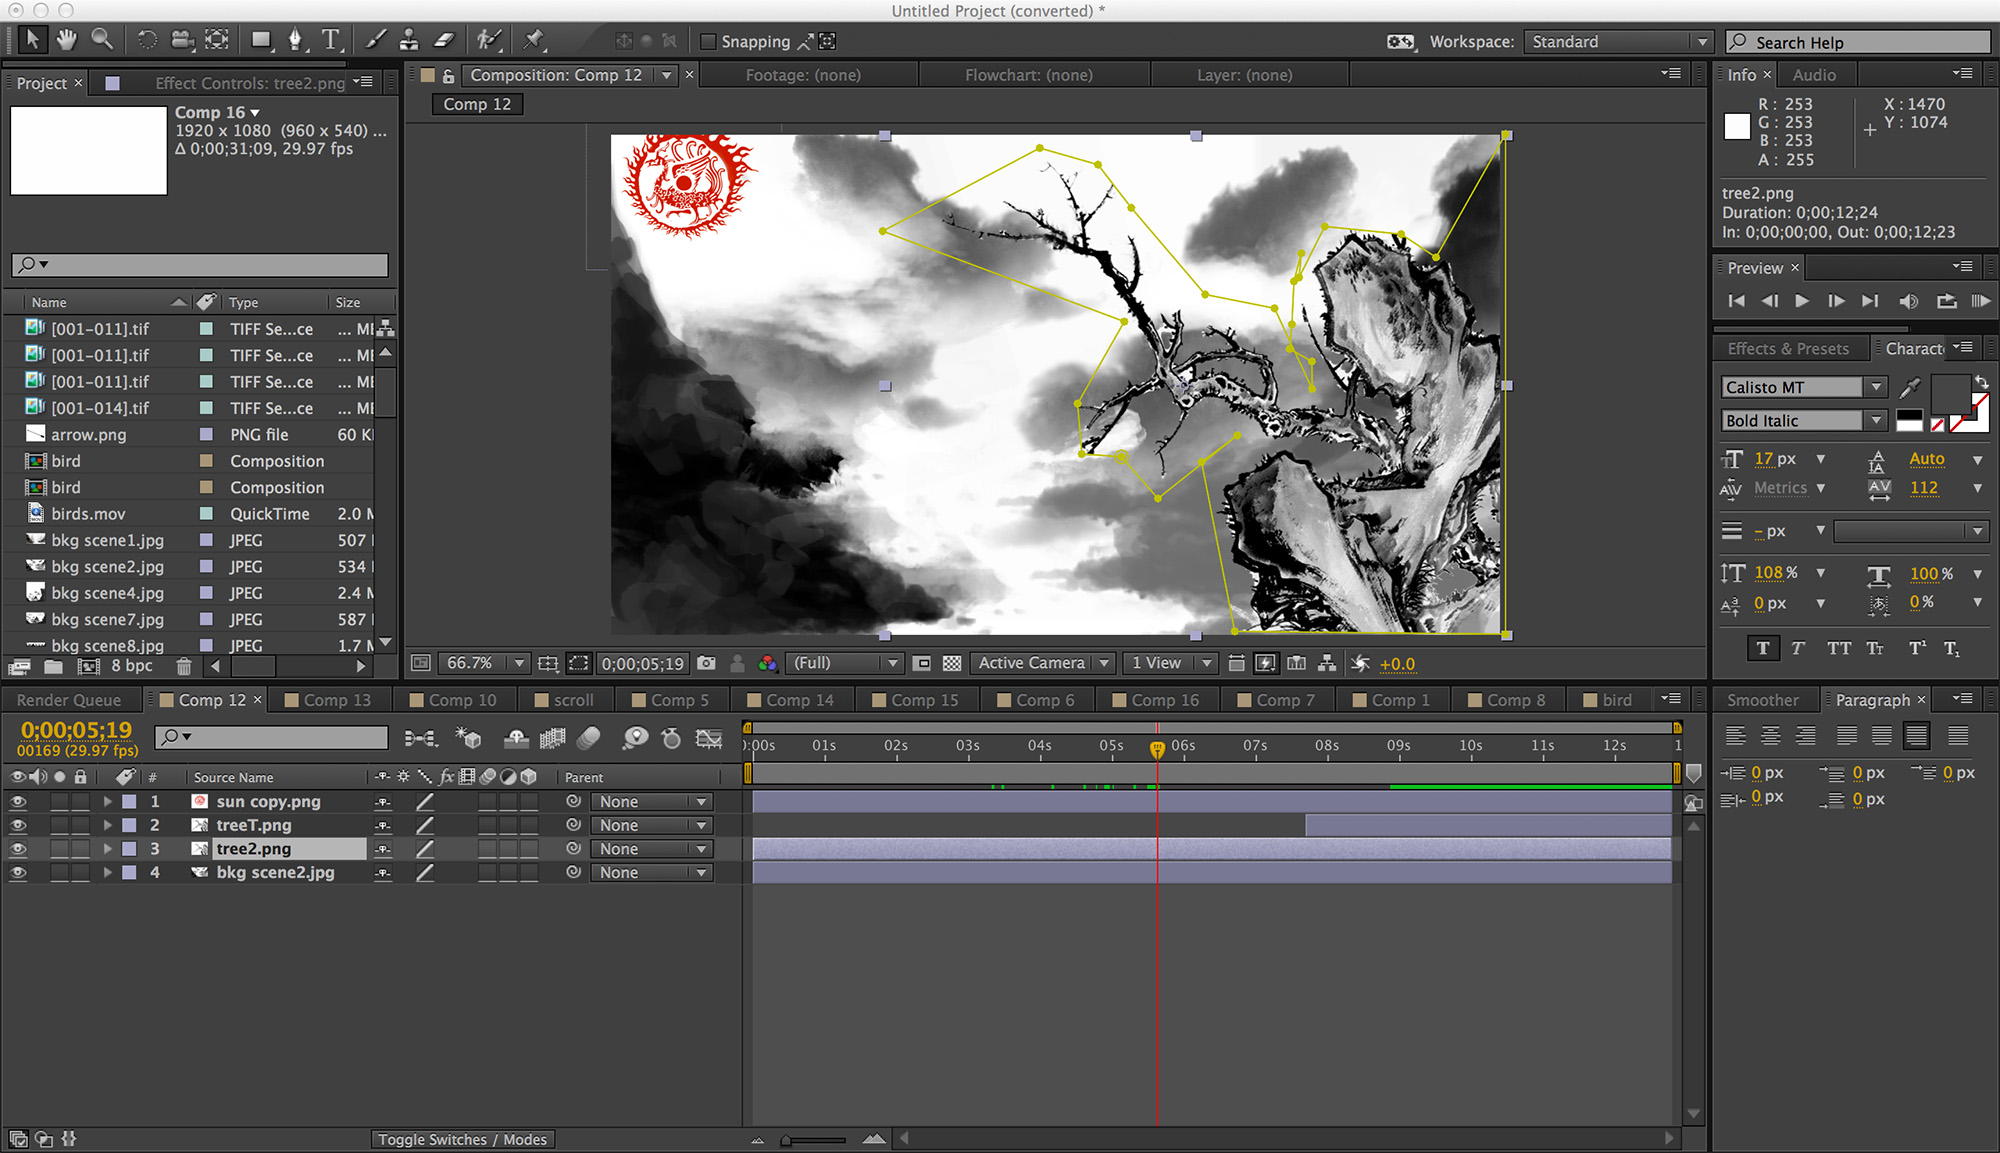 Untitled Project (converted) *
T
Snapping
Workspace: Standard
Search Help
Project ×
Effect Controls: tree2.png
Composition: Comp 12 ×
Footage: (none)
Flowchart: (none)
Layer: (none)
Info ×
Audio
Comp 12
Comp 16
1920 x 1080 (960 x 540) ...
Δ 0;00;31;09, 29.97 fps
R : 253
G : 253
B : 253
A : 255
X : 1470
Y : 1074
tree2.png
Duration: 0;00;12;24
In: 0;00;00;00, Out: 0;00;12;23
Preview ×
Name Type Size
[001-011].tif TIFF Se...ce ... ME
[001-011].tif TIFF Se...ce ... ME
[001-011].tif TIFF Se...ce ... ME
[001-014].tif TIFF Se...ce ... ME
arrow.png PNG file 60 K
bird Composition
bird Composition
birds.mov QuickTime 2.0 M
bkg scene1.jpg JPEG 507
bkg scene2.jpg JPEG 534
bkg scene4.jpg JPEG 2.4 M
bkg scene7.jpg JPEG 587
bkg scene8.jpg JPEG 1.7 M
8 bpc
Effects & Presets
Charact
Calisto MT
Bold Italic
17 px
Auto
Metrics
112
– px
108 %
100 %
0 px
0 %
T T TT Tт T¹ T₁
66.7%
0;00;05;19
(Full)
Active Camera
1 View
+0.0
Render Queue
Comp 12 ×
Comp 13
Comp 10
scroll
Comp 5
Comp 14
Comp 15
Comp 6
Comp 16
Comp 7
Comp 1
Comp 8
bird
Smoother
Paragraph ×
0;00;05;19
00169 (29.97 fps)
):00s 01s 02s 03s 04s 05s 06s 07s 08s 09s 10s 11s 12s 1
# Source Name fx Parent
1 sun copy.png None
2 treeT.png None
3 tree2.png None
4 bkg scene2.jpg None
0 px 0 px 0 px
0 px 0 px
Toggle Switches / Modes